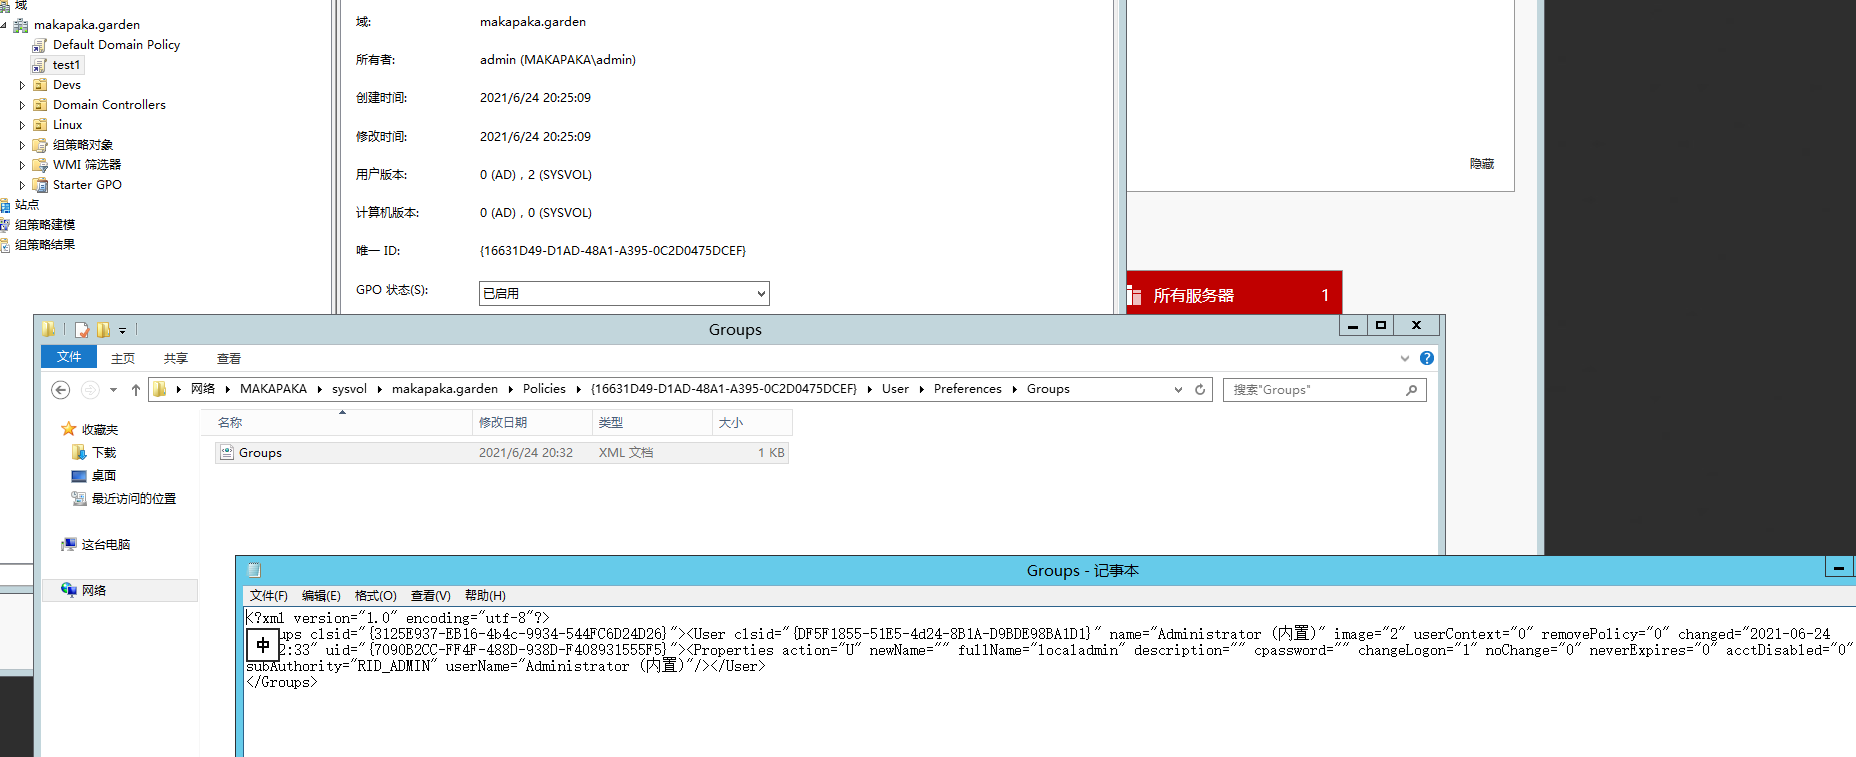 域
makapaka.garden
Default Domain Policy
test1
Devs
Domain Controllers
Linux
组策略对象
WMI 筛选器
Starter GPO
站点
组策略建模
组策略结果
域: makapaka.garden
所有者: admin (MAKAPAKA\admin)
创建时间: 2021/6/24 20:25:09
修改时间: 2021/6/24 20:25:09
用户版本: 0 (AD)，2 (SYSVOL)
计算机版本: 0 (AD)，0 (SYSVOL)
唯一 ID: {16631D49-D1AD-48A1-A395-0C2D0475DCEF}
GPO 状态(S): 已启用
隐藏
所有服务器 1
Groups
文件 主页 共享 查看
网络 MAKAPAKA sysvol makapaka.garden Policies {16631D49-D1AD-48A1-A395-0C2D0475DCEF} User Preferences Groups
搜索"Groups"
名称 修改日期 类型 大小
Groups 2021/6/24 20:32 XML 文档 1 KB
收藏夹
下载
桌面
最近访问的位置
这台电脑
网络
Groups - 记事本
文件(F) 编辑(E) 格式(O) 查看(V) 帮助(H)
<?xml version="1.0" encoding="utf-8"?>
ups clsid="{3125E937-EB16-4b4c-9934-544FC6D24D26}"><User clsid="{DF5F1855-51E5-4d24-8B1A-D9BDE98BA1D1}" name="Administrator (内置)" image="2" userContext="0" removePolicy="0" changed="2021-06-24
中
2:33" uid="{7090B2CC-FF4F-488D-938D-F408931555F5}"><Properties action="U" newName="" fullName="localadmin" description="" cpassword="" changeLogon="1" noChange="0" neverExpires="0" acctDisabled="0"
subAuthority="RID_ADMIN" userName="Administrator (内置)"/></User>
</Groups>